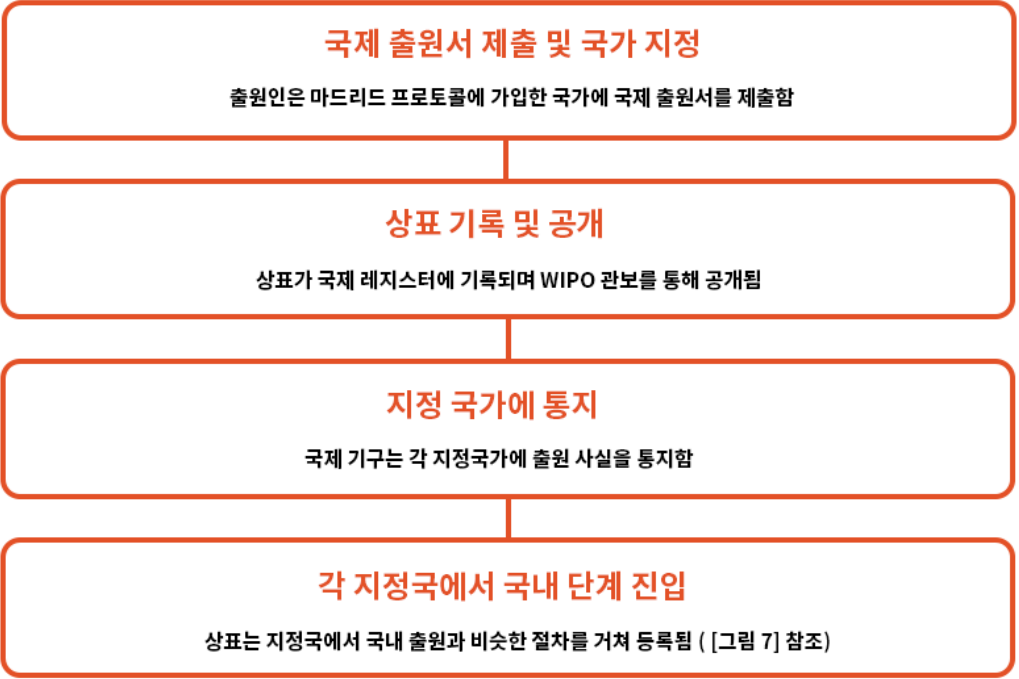 국제 출원서 제출 및 국가 지정
출원인은 마드리드 프로토콜에 가입한 국가에 국제 출원서를 제출함
상표 기록 및 공개
상표가 국제 레지스터에 기록되며 WIPO 관보를 통해 공개됨
지정 국가에 통지
국제 기구는 각 지정국가에 출원 사실을 통지함
각 지정국에서 국내 단계 진입
상표는 지정국에서 국내 출원과 비슷한 절차를 거쳐 등록됨 ( [그림 7] 참조)